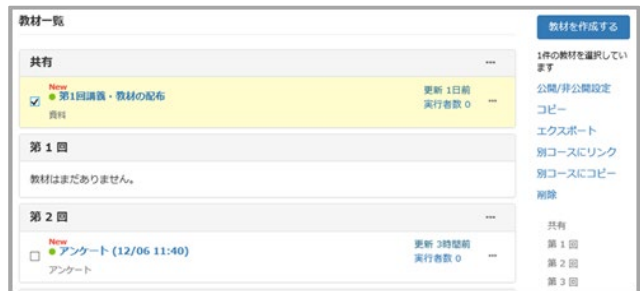 教材一覧
共有
...
New
第1回講義・教材の配布
資料
更新 1日前
実行者数 0
...
第 1 回
教材はまだありません。
第 2 回
...
New
アンケート (12/06 11:40)
アンケート
更新 3時間前
実行者数 0
...
教材を作成する
1件の教材を選択してい
ます
公開/非公開設定
コピー
エクスポート
別コースにリンク
別コースにコピー
削除
共有
第 1 回
第 2 回
第 3 回